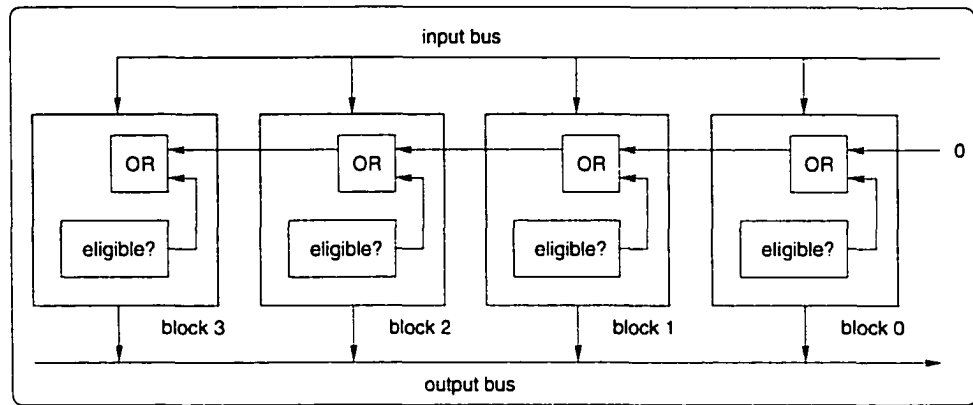 input bus
OR OR OR OR 0
eligible? eligible? eligible? eligible?
block 3 block 2 block 1 block 0
output bus